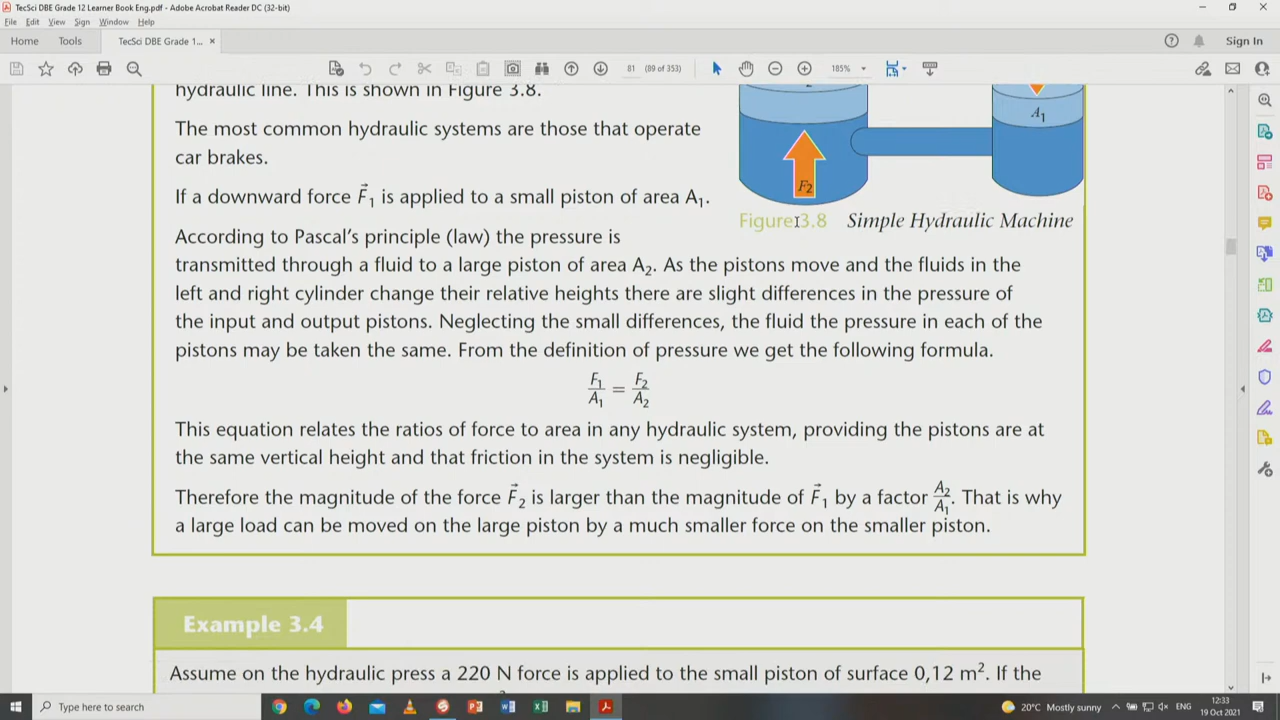 TecSci DBE Grade 12 Learner Book Eng.pdf - Adobe Acrobat Reader DC (32-bit)
File Edit View Sign Window Help
Home Tools TecSci DBE Grade 1... × Sign In
81 (89 of 353) 185%
hydraulic line. This is shown in Figure 3.8.
The most common hydraulic systems are those that operate
car brakes.
If a downward force F⃗₁ is applied to a small piston of area A₁.
A₁
F₂
Figure 3.8 Simple Hydraulic Machine
According to Pascal's principle (law) the pressure is
transmitted through a fluid to a large piston of area A₂. As the pistons move and the fluids in the
left and right cylinder change their relative heights there are slight differences in the pressure of
the input and output pistons. Neglecting the small differences, the fluid the pressure in each of the
pistons may be taken the same. From the definition of pressure we get the following formula.
F₁/A₁ = F₂/A₂
This equation relates the ratios of force to area in any hydraulic system, providing the pistons are at
the same vertical height and that friction in the system is negligible.
Therefore the magnitude of the force F⃗₂ is larger than the magnitude of F⃗₁ by a factor A₂/A₁. That is why
a large load can be moved on the large piston by a much smaller force on the smaller piston.
Example 3.4
Assume on the hydraulic press a 220 N force is applied to the small piston of surface 0,12 m². If the
Type here to search
20°C Mostly sunny ENG 12:33
19 Oct 2021